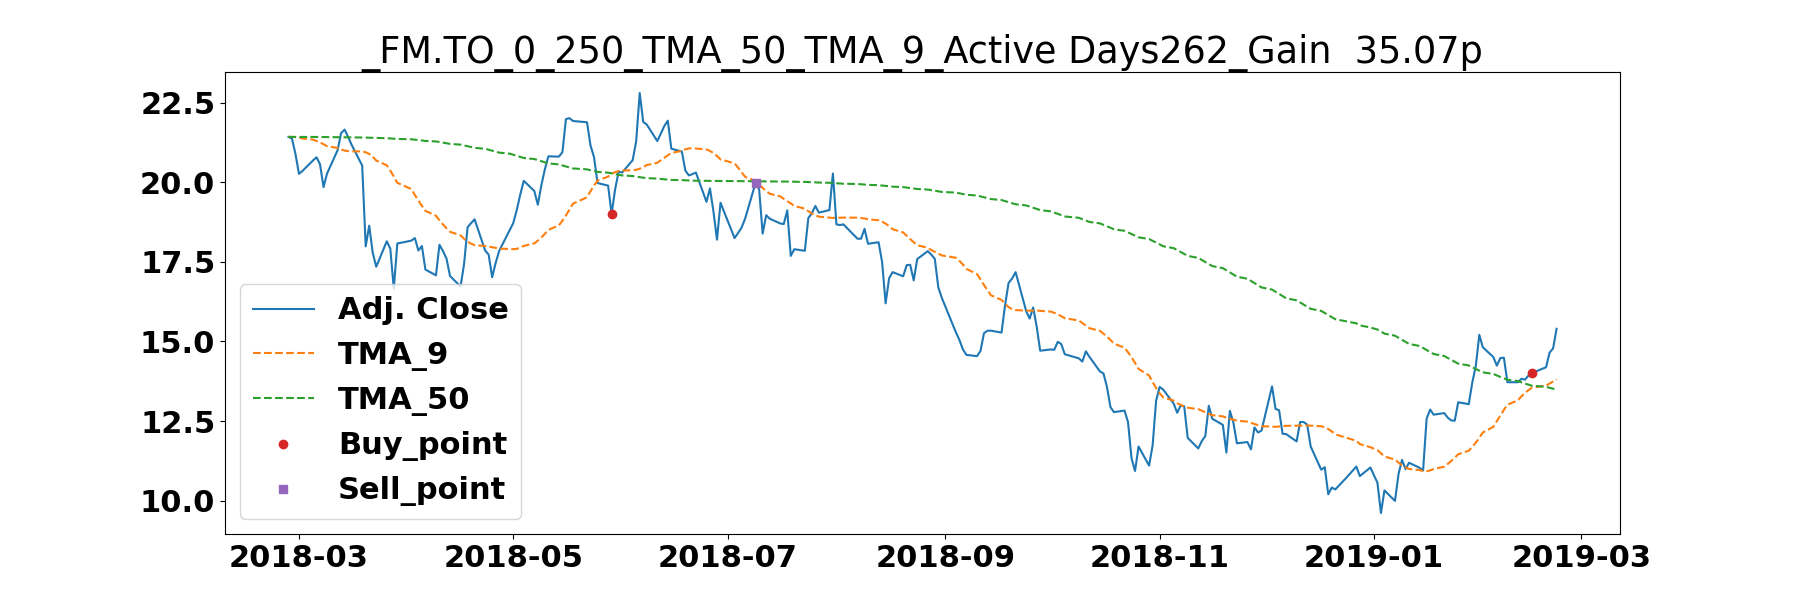 _FM.TO_0_250_TMA_50_TMA_9_Active Days262_Gain  35.07p
22.5
20.0
17.5
15.0
12.5
10.0
Adj. Close
TMA_9
TMA_50
Buy_point
Sell_point
2018-03 2018-05 2018-07 2018-09 2018-11 2019-01 2019-03